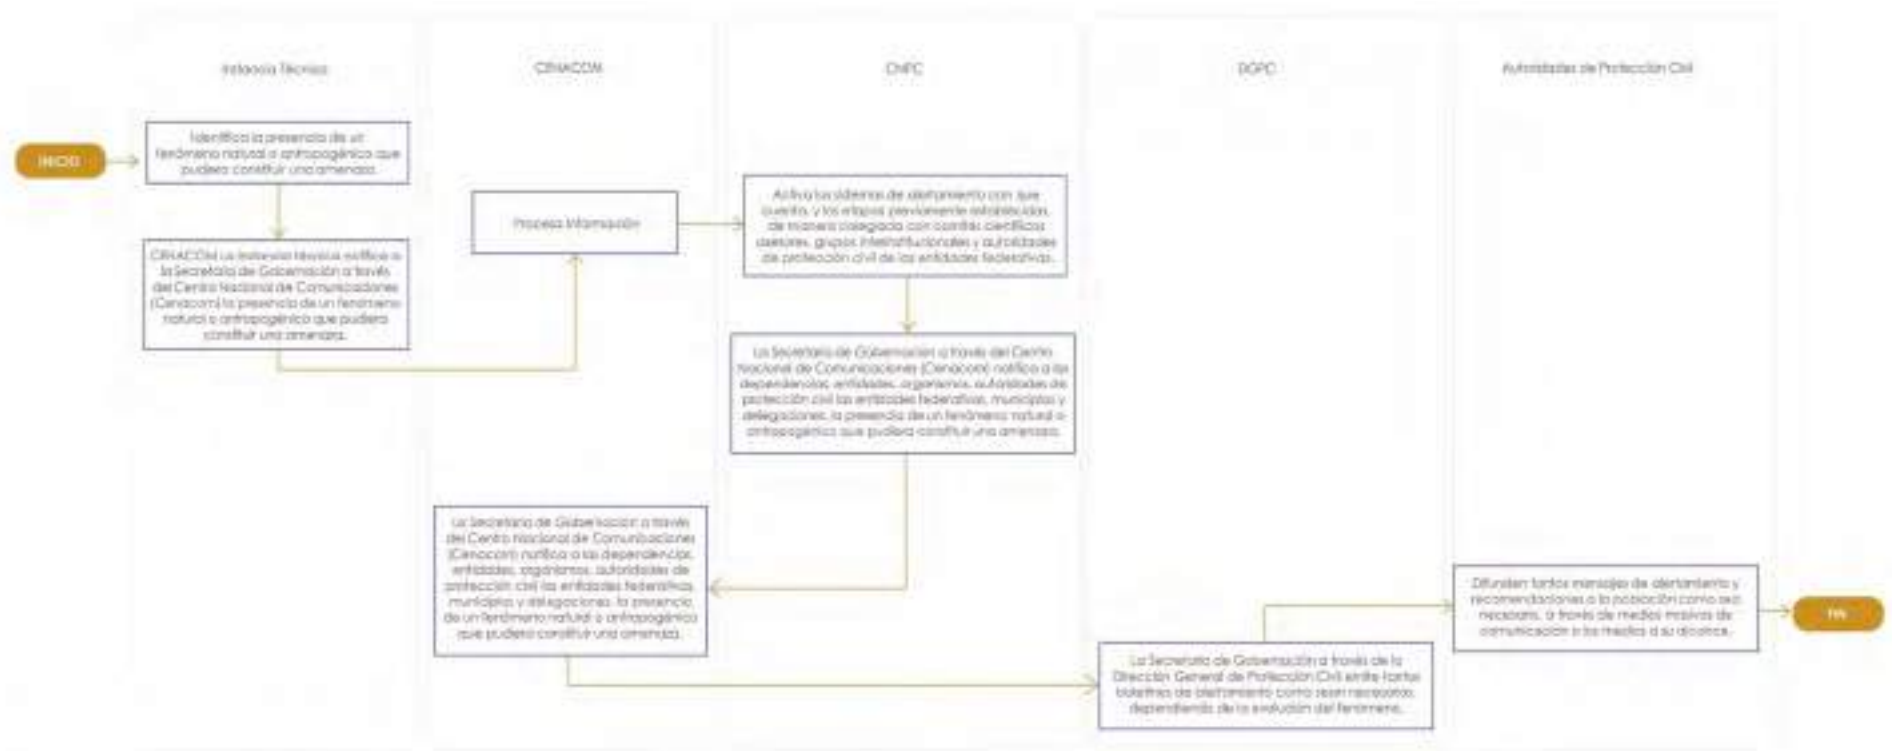 Instancia Técnica
CENACOM
CNPC
DGPC
Autoridades de Protección Civil
INICIO
Identifica la presencia de un
fenómeno natural o antropogénico que
pudiera constituir una amenaza.
CENACOM La instancia técnica notifica a
la Secretaría de Gobernación a través
del Centro Nacional de Comunicaciones
(Cenacom) la presencia de un fenómeno
natural o antropogénico que pudiera
constituir una amenaza.
Procesa información
Activa los sistemas de alertamiento con que
cuenta, y las etapas previamente establecidas,
de manera colegiada con comités científicos
asesores, grupos interinstitucionales y autoridades
de protección civil de las entidades federativas.
La Secretaría de Gobernación a través del Centro
Nacional de Comunicaciones (Cenacom) notifica a las
dependencias, entidades, organismos, autoridades de
protección civil las entidades federativas, municipios y
delegaciones, la presencia de un fenómeno natural o
antropogénico que pudiera constituir una amenaza.
La Secretaría de Gobernación a través
del Centro Nacional de Comunicaciones
(Cenacom) notifica a las dependencias,
entidades, organismos, autoridades de
protección civil las entidades federativas,
municipios y delegaciones, la presencia
de un fenómeno natural o antropogénico
que pudiera constituir una amenaza.
La Secretaría de Gobernación a través de la
Dirección General de Protección Civil emite tantos
boletines de alertamiento como sean necesarios,
dependiendo de la evolución del fenómeno.
Difunden tantos mensajes de alertamiento y
recomendaciones a la población como sea
necesario, a través de medios masivos de
comunicación o los medios a su alcance.
FIN